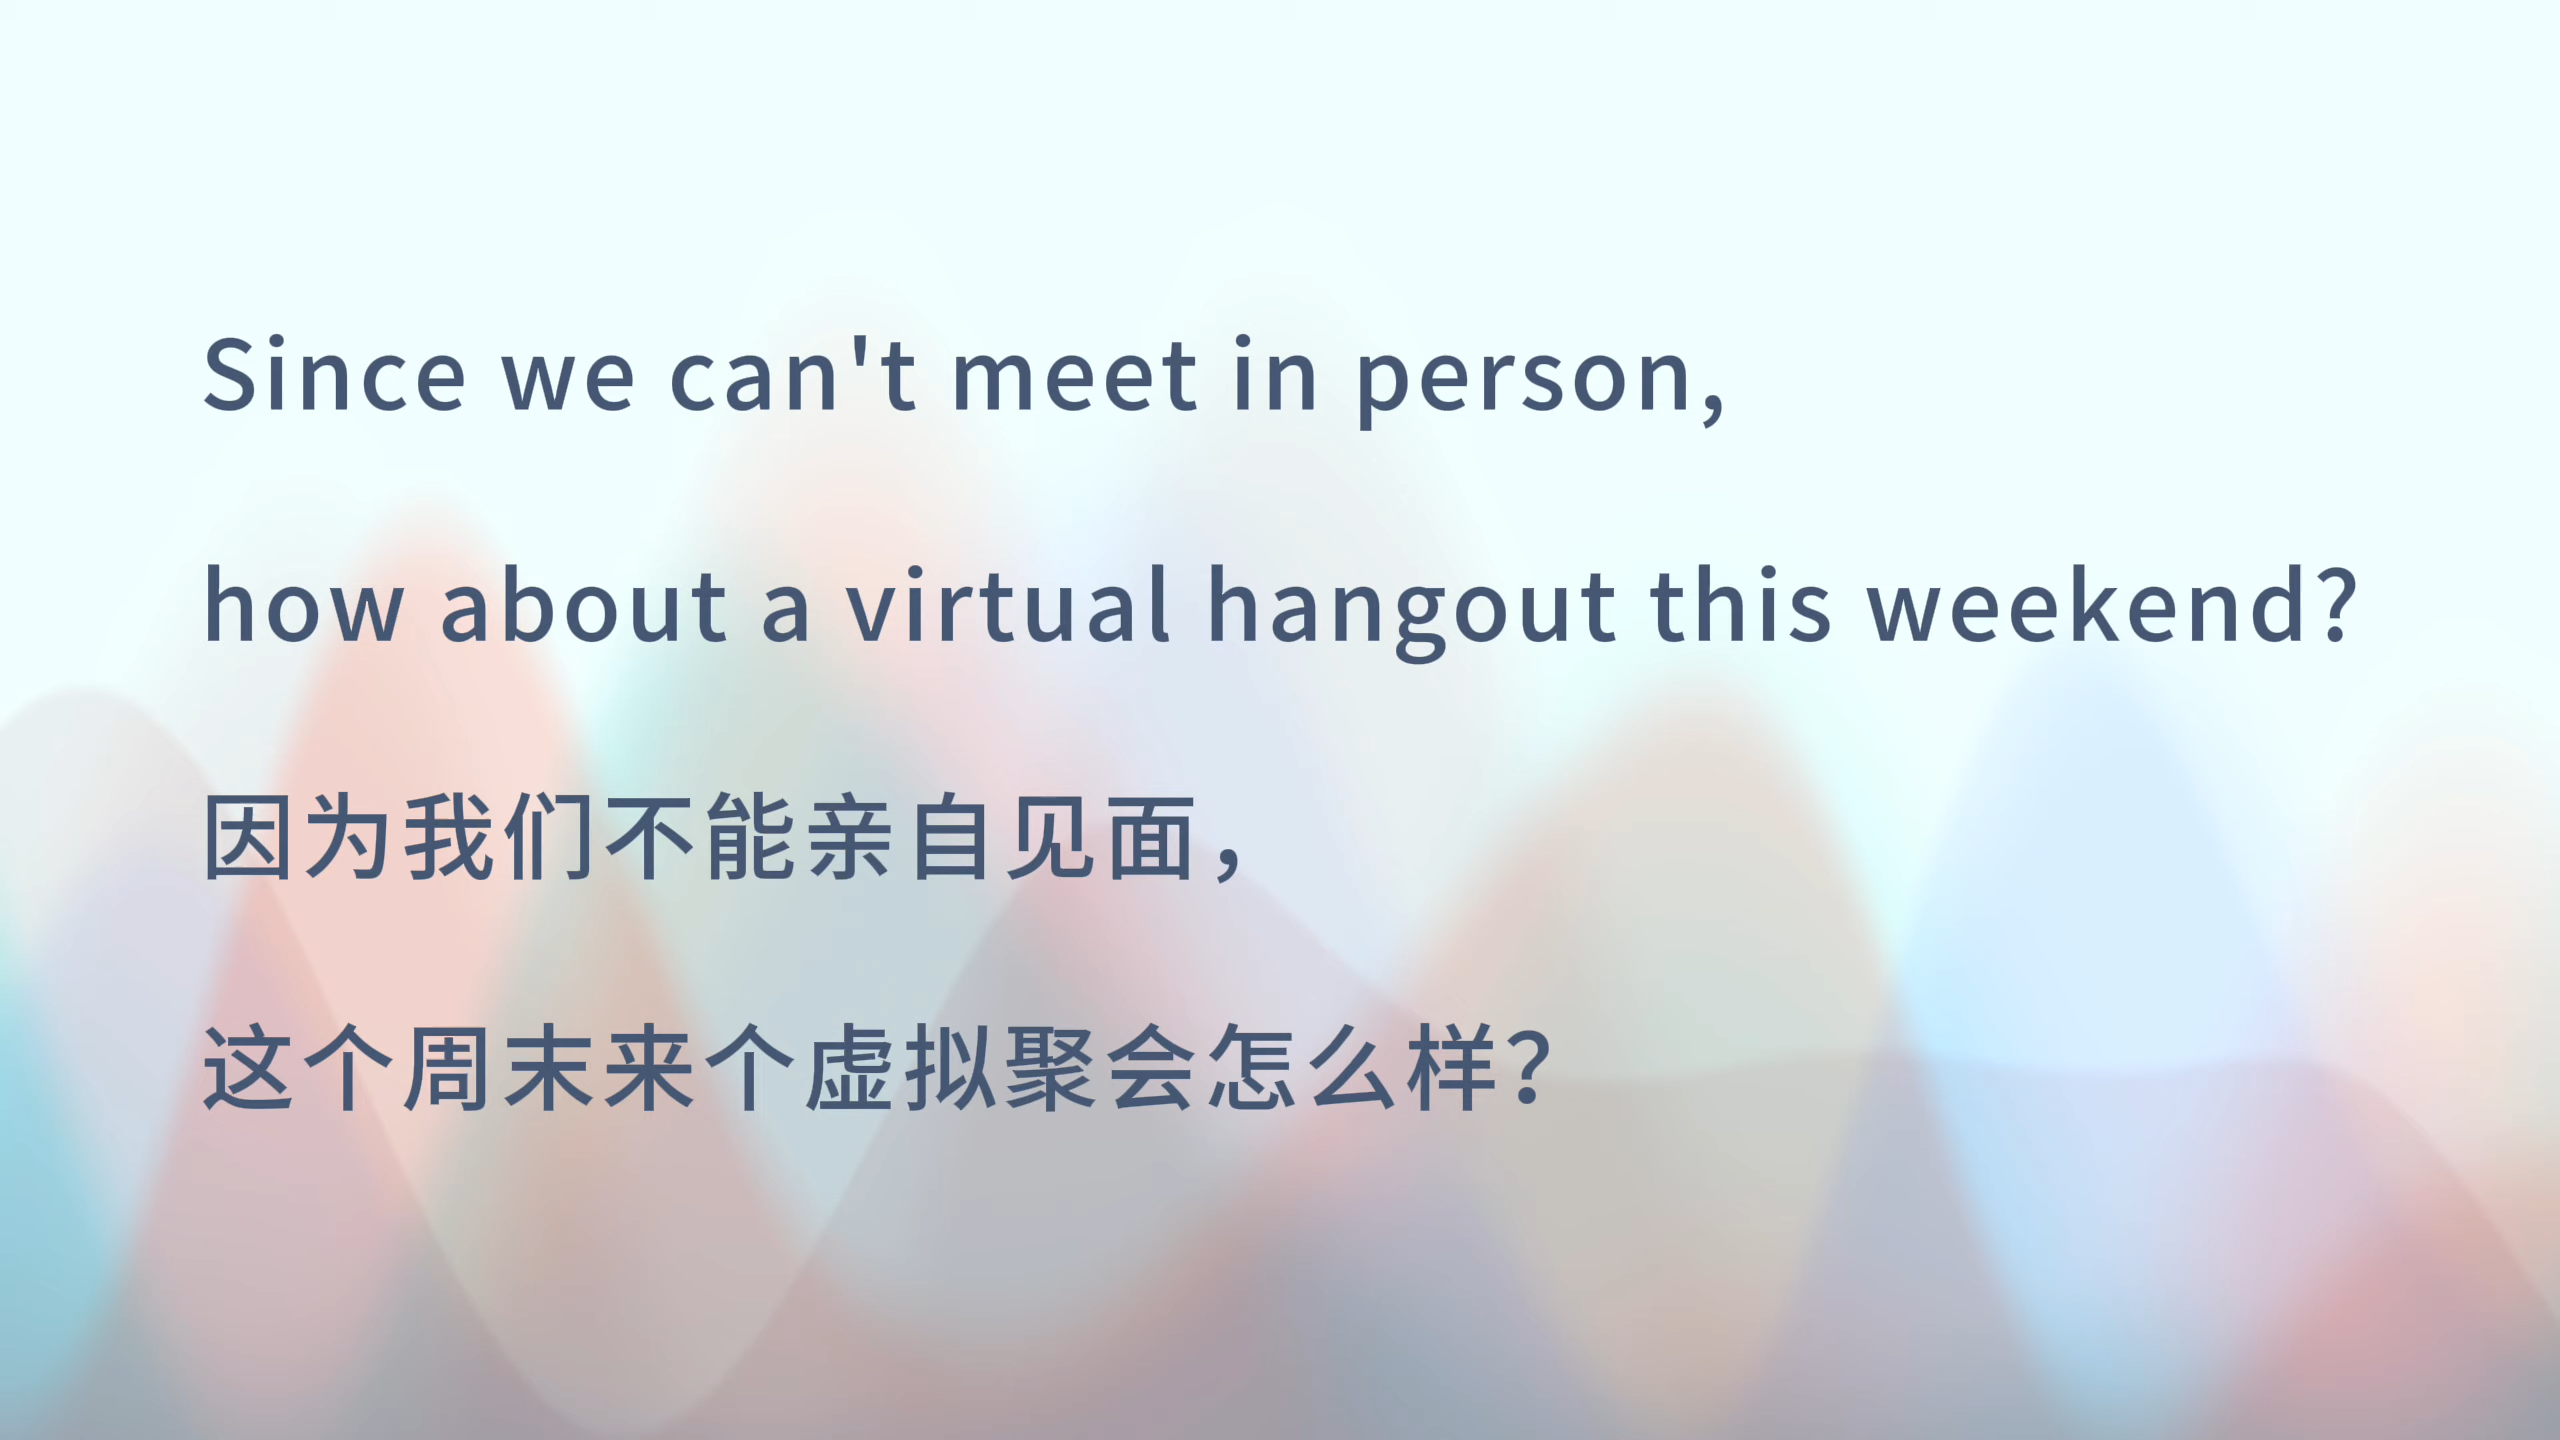 Since we can't meet in person,
how about a virtual hangout this weekend?
因为我们不能亲自见面，
这个周末来个虚拟聚会怎么样？